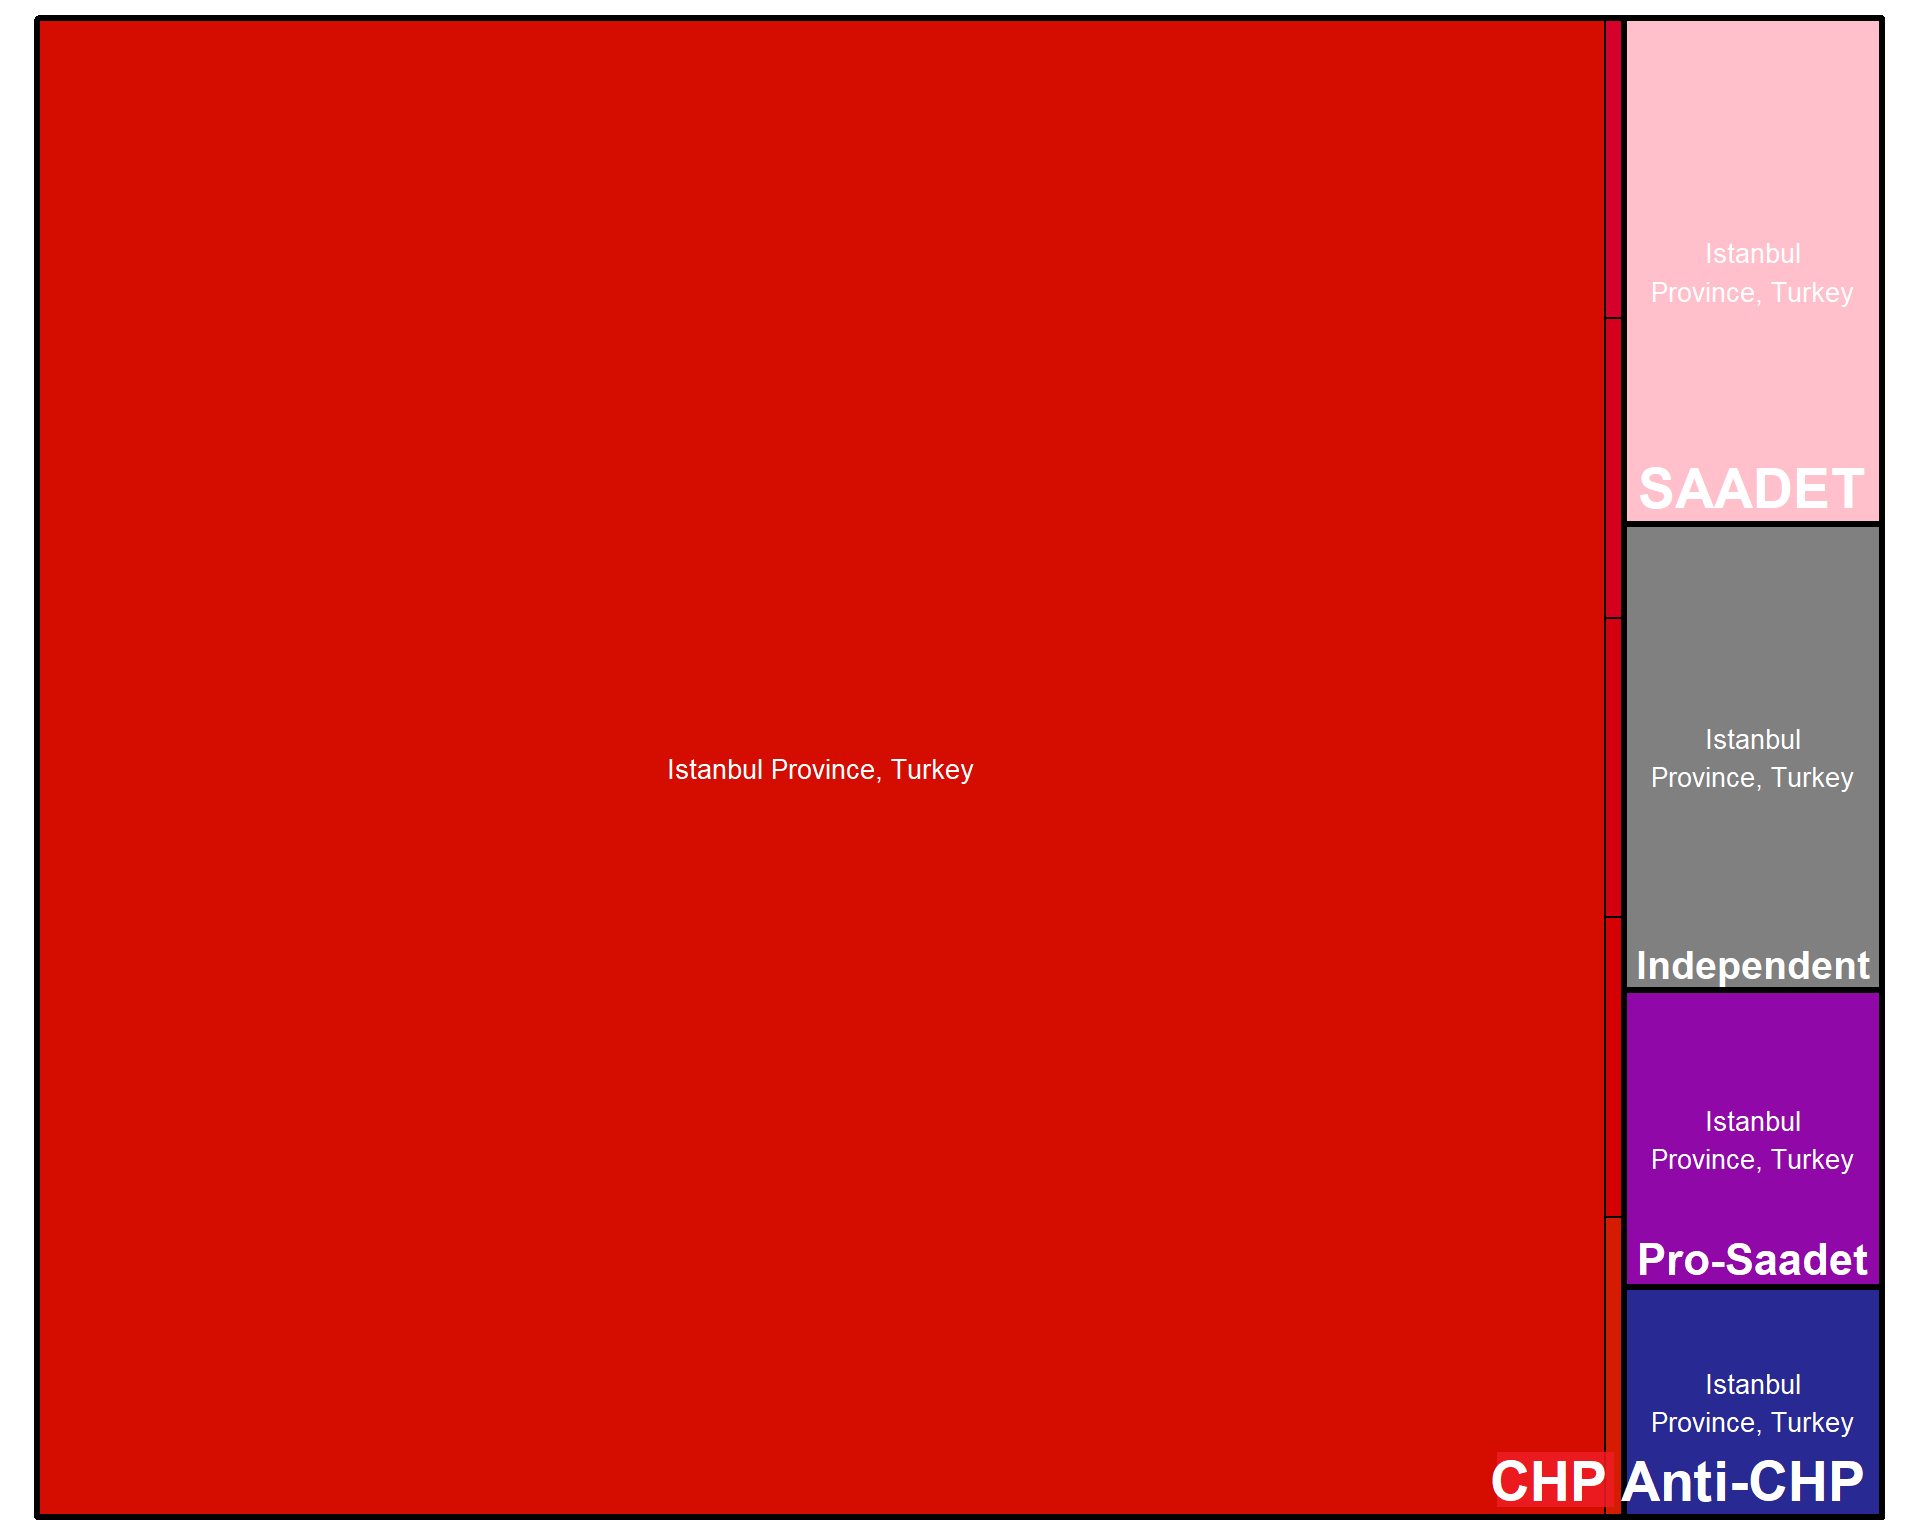 Istanbul Province, Turkey
CHP
Istanbul
Province, Turkey
SAADET
Istanbul
Province, Turkey
Independent
Istanbul
Province, Turkey
Pro-Saadet
Istanbul
Province, Turkey
Anti-CHP